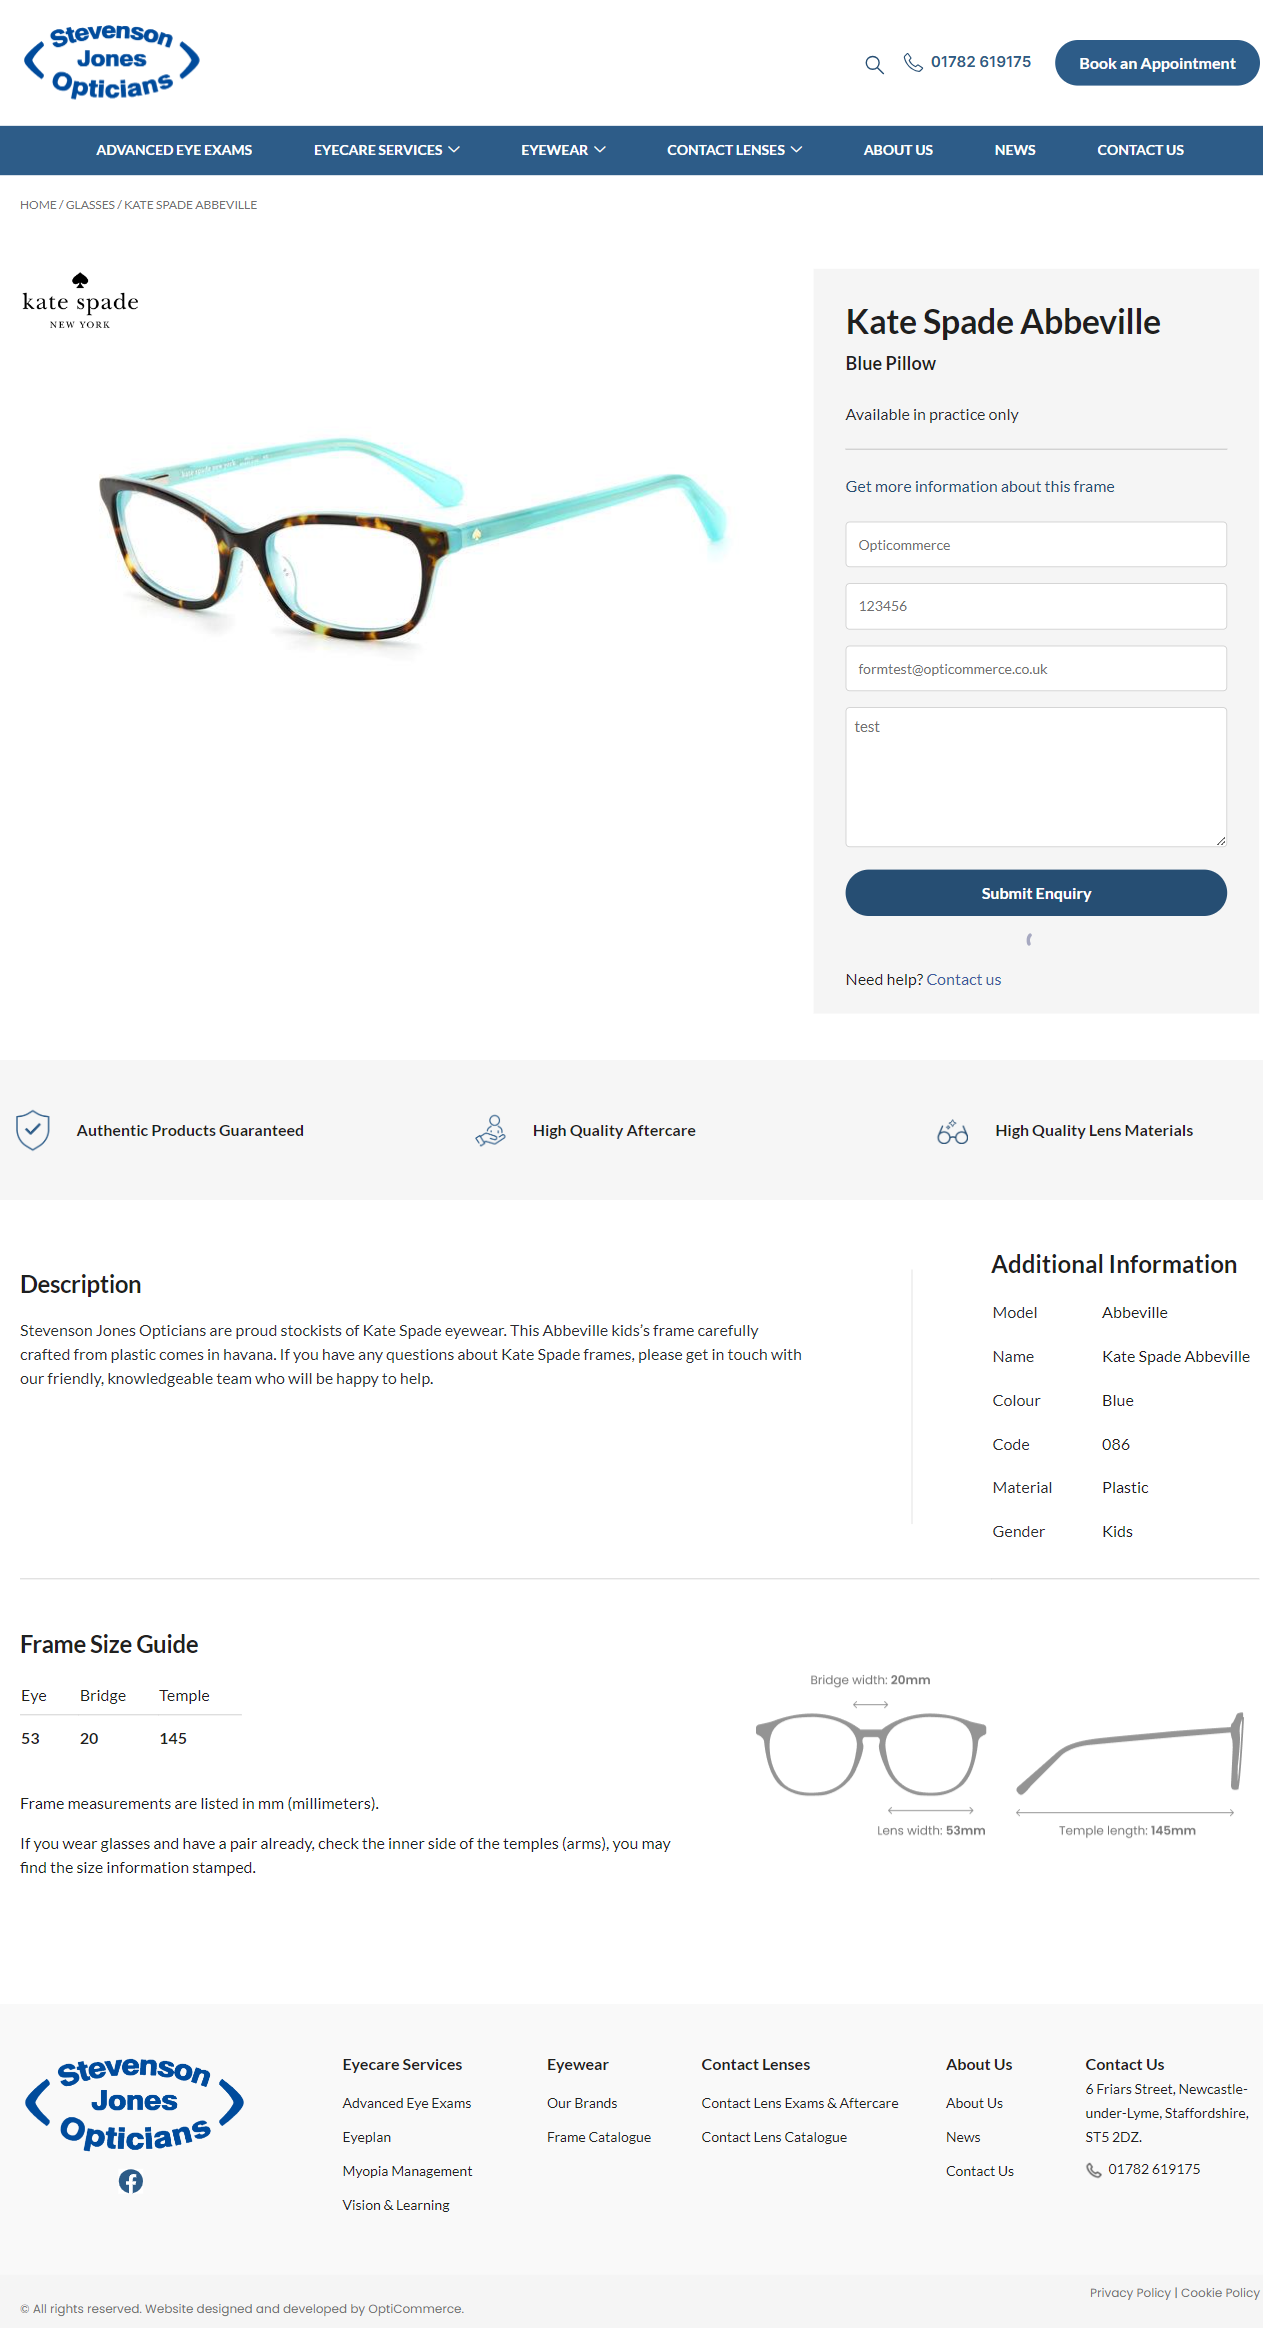 Stevenson
Jones
Opticians
01782 619175
Book an Appointment
ADVANCED EYE EXAMS
EYECARE SERVICES
EYEWEAR
CONTACT LENSES
ABOUT US
NEWS
CONTACT US
HOME / GLASSES / KATE SPADE ABBEVILLE
kate spade
NEW YORK
Kate Spade Abbeville
Blue Pillow
Available in practice only
Get more information about this frame
Opticommerce
123456
formtest@opticommerce.co.uk
test
Submit Enquiry
Need help? Contact us
Authentic Products Guaranteed
High Quality Aftercare
High Quality Lens Materials
Description
Stevenson Jones Opticians are proud stockists of Kate Spade eyewear. This Abbeville kids's frame carefully
crafted from plastic comes in havana. If you have any questions about Kate Spade frames, please get in touch with
our friendly, knowledgeable team who will be happy to help.
Additional Information
Model Abbeville
Name Kate Spade Abbeville
Colour Blue
Code 086
Material Plastic
Gender Kids
Frame Size Guide
Eye Bridge Temple
53 20 145
Frame measurements are listed in mm (millimeters).
If you wear glasses and have a pair already, check the inner side of the temples (arms), you may
find the size information stamped.
Bridge width: 20mm
Lens width: 53mm
Temple length: 145mm
Stevenson
Jones
Opticians
Eyecare Services
Advanced Eye Exams
Eyeplan
Myopia Management
Vision & Learning
Eyewear
Our Brands
Frame Catalogue
Contact Lenses
Contact Lens Exams & Aftercare
Contact Lens Catalogue
About Us
About Us
News
Contact Us
Contact Us
6 Friars Street, Newcastle-
under-Lyme, Staffordshire,
ST5 2DZ.
01782 619175
Privacy Policy | Cookie Policy
© All rights reserved. Website designed and developed by OptiCommerce.